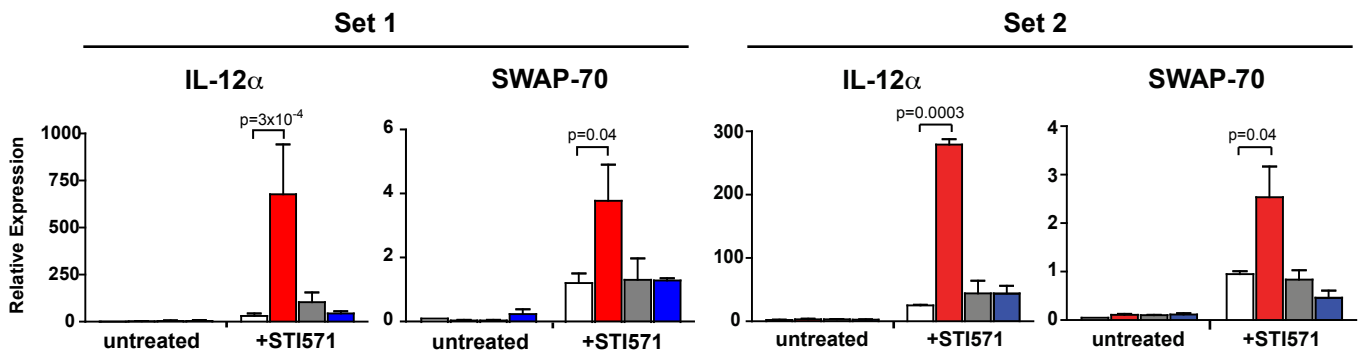 Set 1
Set 2
IL-12α
SWAP-70
IL-12α
SWAP-70
Relative Expression
1000
750
500
250
0
p=3x10⁻⁴
untreated
+STI571
6
4
2
0
p=0.04
untreated
+STI571
300
200
100
0
p=0.0003
untreated
+STI571
4
3
2
1
0
p=0.04
untreated
+STI571